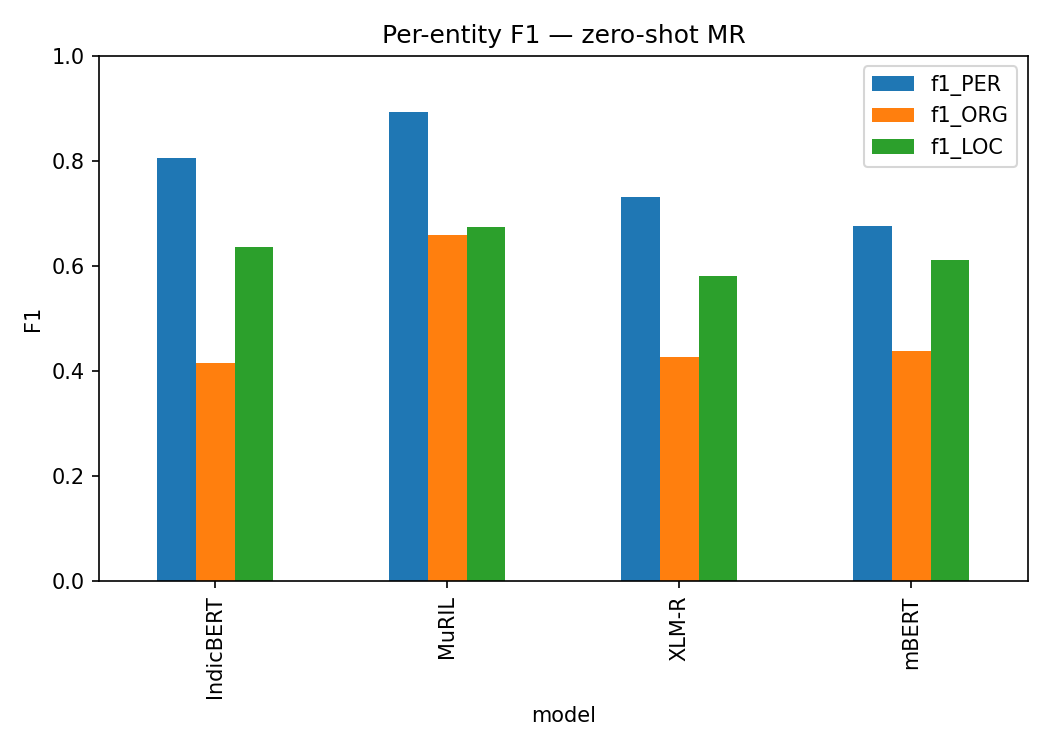 Per-entity F1 — zero-shot MR
f1_PER
f1_ORG
f1_LOC
F1
1.0
0.8
0.6
0.4
0.2
0.0
IndicBERT
MuRIL
XLM-R
mBERT
model